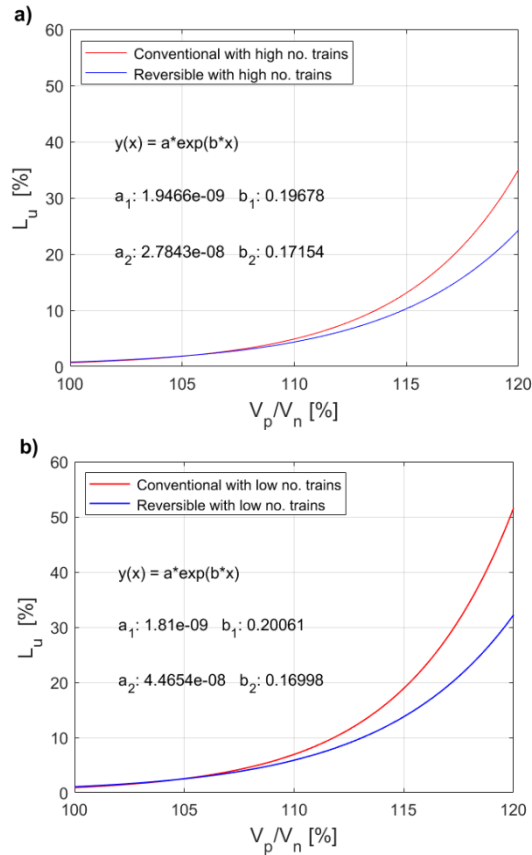 a)
60
50
40
30
20
10
0
L_u [%]
Conventional with high no. trains
Reversible with high no. trains
y(x) = a*exp(b*x)
a_1: 1.9466e-09 b_1: 0.19678
a_2: 2.7843e-08 b_2: 0.17154
100 105 110 115 120
V_p/V_n [%]
b)
60
50
40
30
20
10
0
L_u [%]
Conventional with low no. trains
Reversible with low no. trains
y(x) = a*exp(b*x)
a_1: 1.81e-09 b_1: 0.20061
a_2: 4.4654e-08 b_2: 0.16998
100 105 110 115 120
V_p/V_n [%]